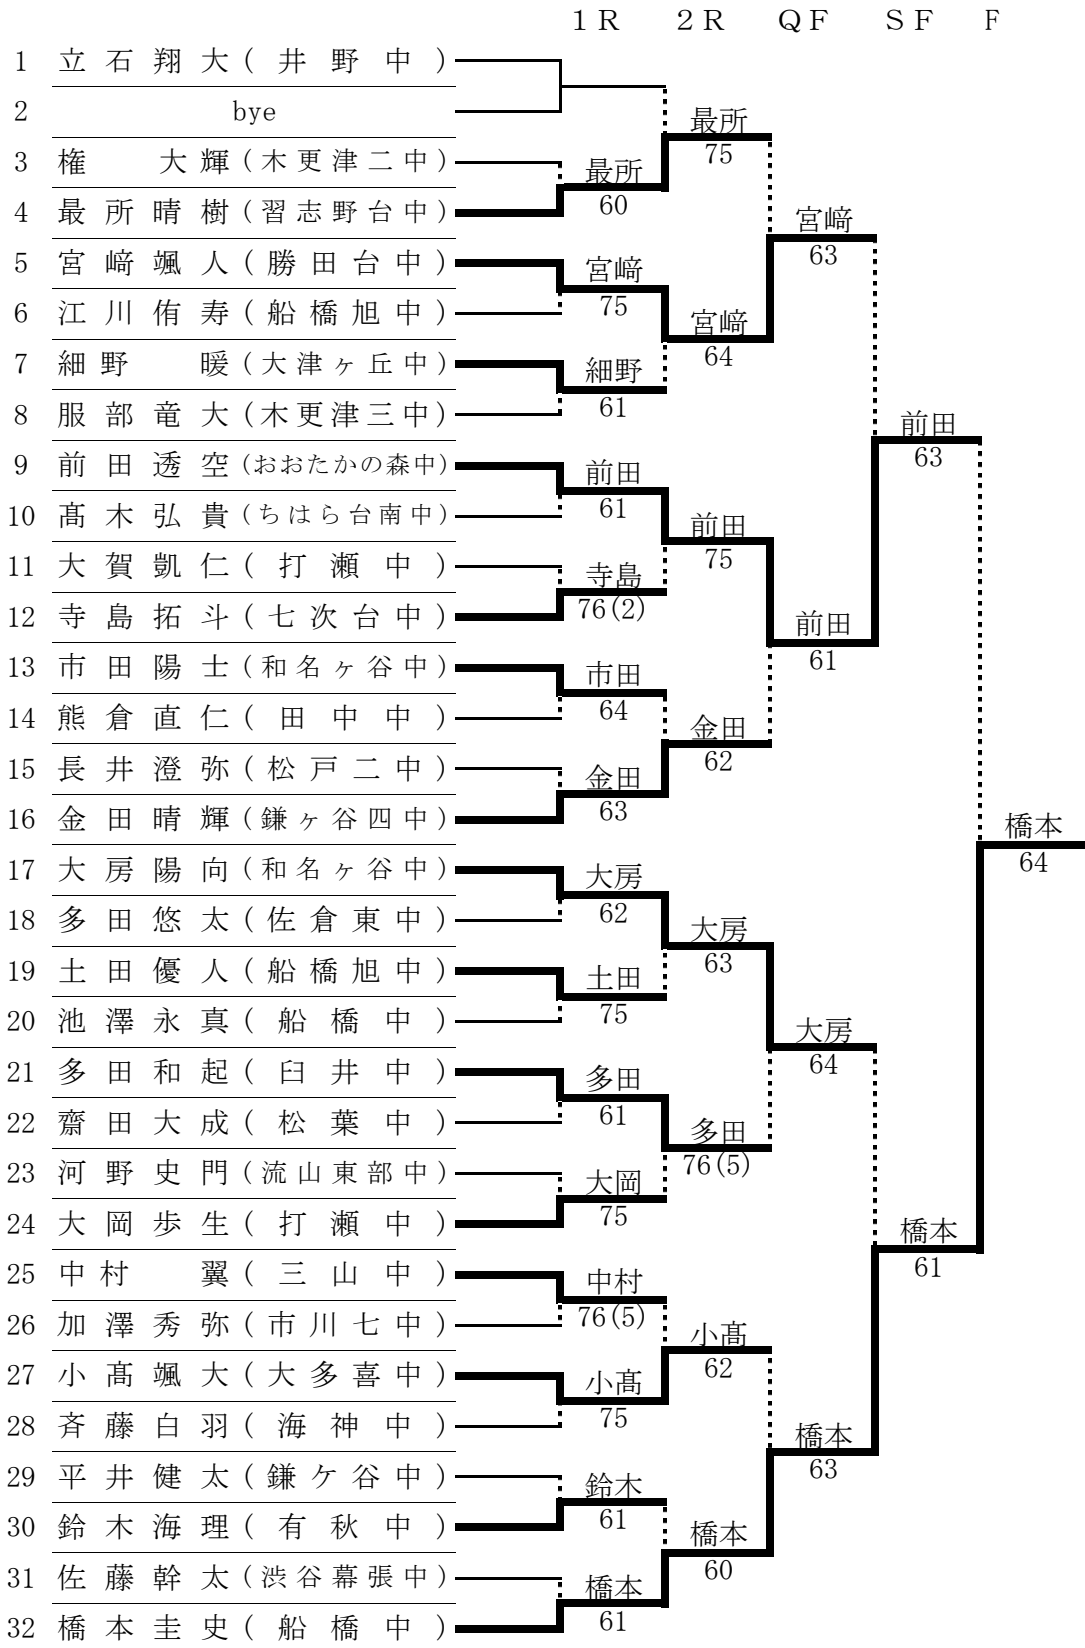 １Ｒ ２Ｒ ＱＦ ＳＦ Ｆ
1 立石翔大(井野中)
2 bye
最所
75
3 権 大輝(木更津二中)
最所
60
4 最所晴樹(習志野台中)
宮﨑
63
5 宮﨑颯人(勝田台中)
宮﨑
75
6 江川侑寿(船橋旭中)
宮﨑
64
7 細野 暖(大津ヶ丘中)
細野
61
8 服部竜大(木更津三中)
前田
63
9 前田透空(おおたかの森中)
前田
61
10 髙木弘貴(ちはら台南中)
前田
75
11 大賀凱仁(打瀬中)
寺島
76(2)
12 寺島拓斗(七次台中)
前田
61
13 市田陽士(和名ヶ谷中)
市田
64
14 熊倉直仁(田中中)
金田
62
15 長井澄弥(松戸二中)
金田
63
16 金田晴輝(鎌ヶ谷四中)
橋本
64
17 大房陽向(和名ヶ谷中)
大房
62
18 多田悠太(佐倉東中)
大房
63
19 土田優人(船橋旭中)
土田
75
20 池澤永真(船橋中)
大房
64
21 多田和起(臼井中)
多田
61
22 齋田大成(松葉中)
多田
76(5)
23 河野史門(流山東部中)
大岡
75
24 大岡歩生(打瀬中)
橋本
61
25 中村 翼(三山中)
中村
76(5)
26 加澤秀弥(市川七中)
小髙
62
27 小髙颯大(大多喜中)
小髙
75
28 斉藤白羽(海神中)
橋本
63
29 平井健太(鎌ケ谷中)
鈴木
61
30 鈴木海理(有秋中)
橋本
60
31 佐藤幹太(渋谷幕張中)
橋本
61
32 橋本圭史(船橋中)